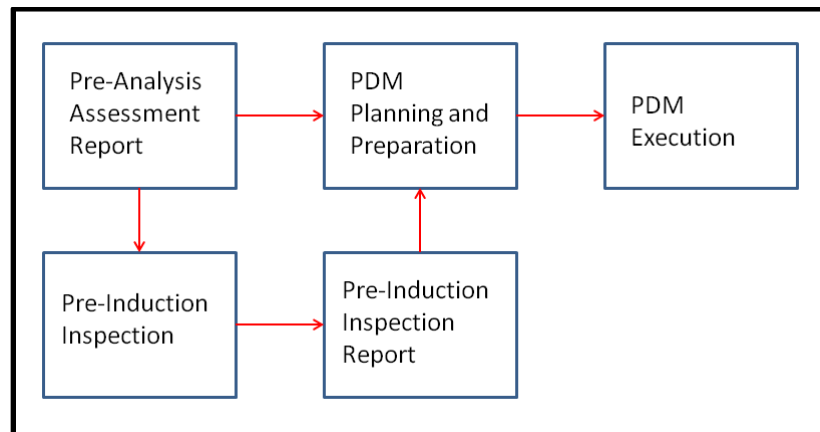 Pre-Analysis
Assessment
Report
PDM
Planning and
Preparation
PDM
Execution
Pre-Induction
Inspection
Pre-Induction
Inspection
Report